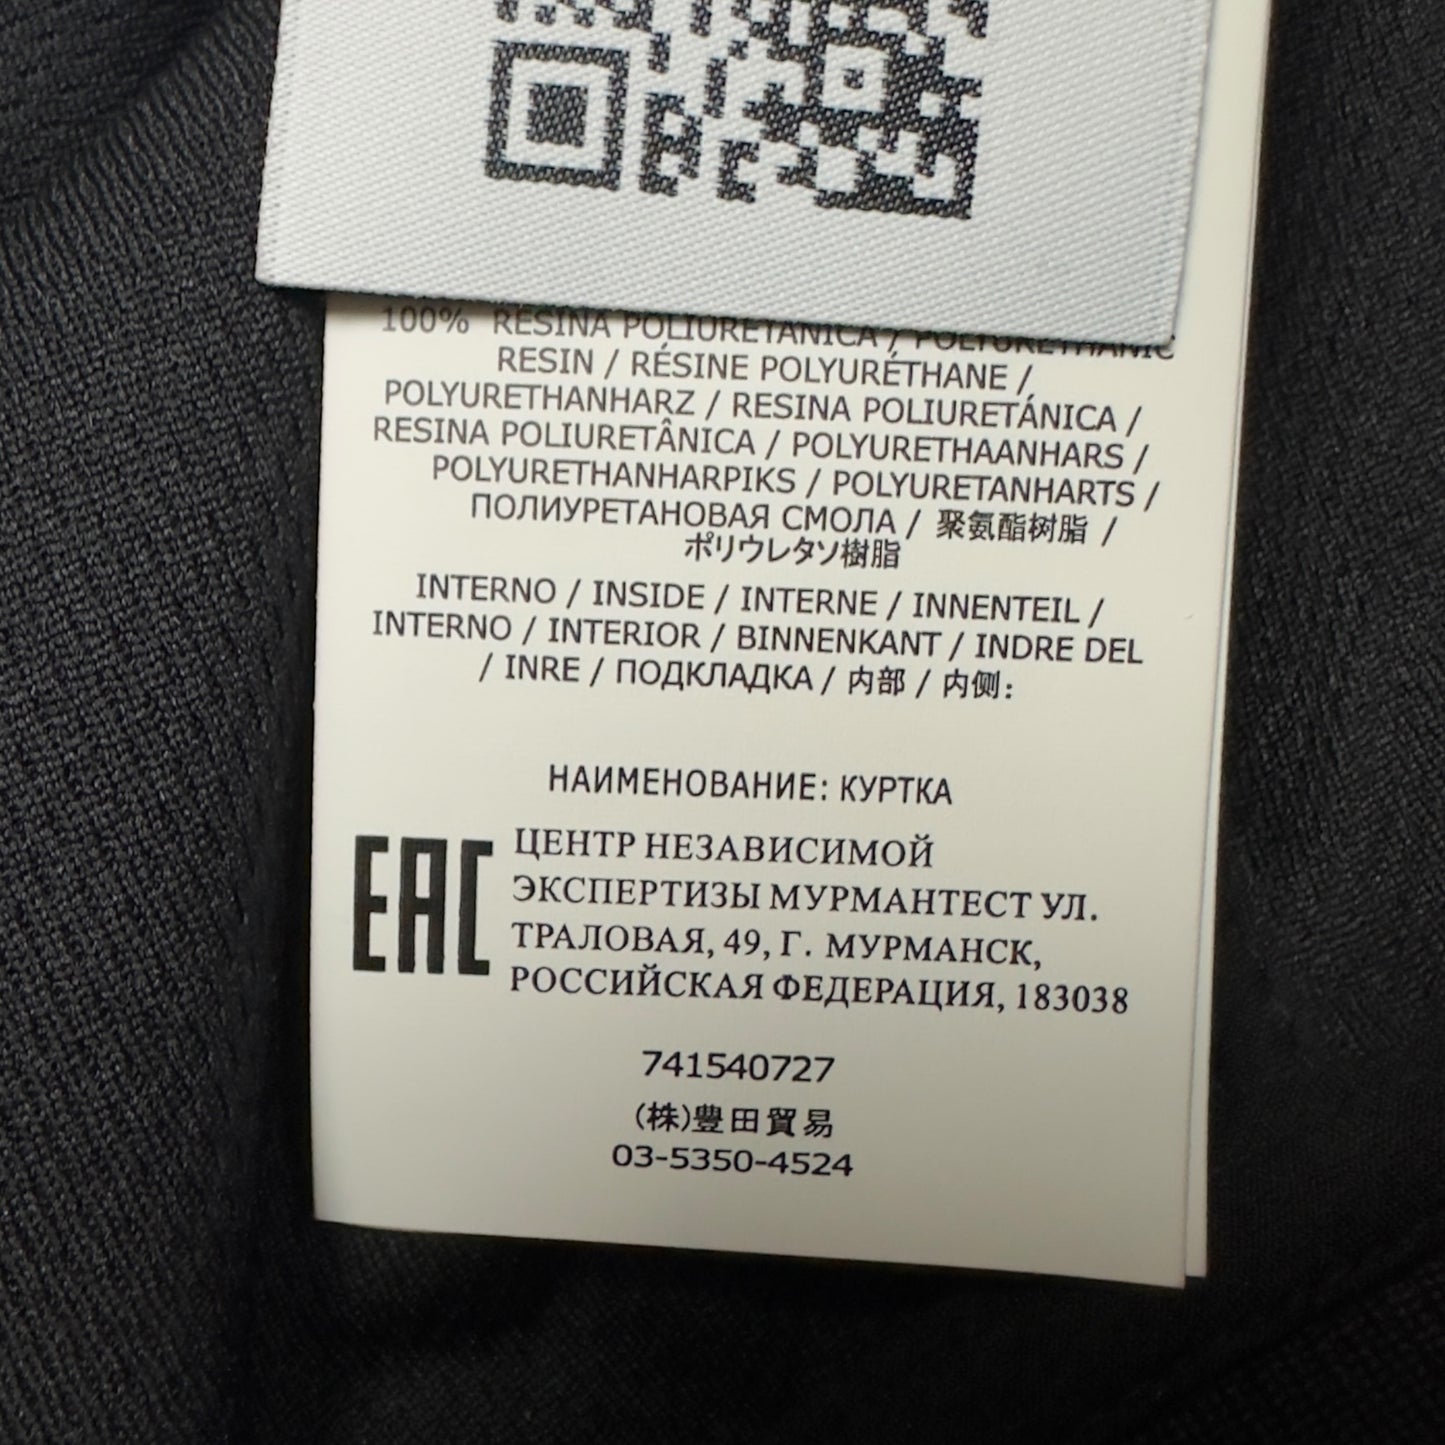 100% RESINA POLIURETANICA / POLYURETHANIC
RESIN / RÉSINE POLYURÉTHANE /
POLYURETHANHARZ / RESINA POLIURETÁNICA /
RESINA POLIURETÂNICA / POLYURETHAANHARS /
POLYURETHANHARPIKS / POLYURETANHARTS /
ПОЛИУРЕТАНОВАЯ СМОЛА / 聚氨酯树脂 /
ポリウレタソ樹脂
INTERNO / INSIDE / INTERNE / INNENTEIL /
INTERNO / INTERIOR / BINNENKANT / INDRE DEL
/ INRE / ПОДКЛАДКА / 内部 / 内側:
НАИМЕНОВАНИЕ: КУРТКА
EAC
ЦЕНТР НЕЗАВИСИМОЙ
ЭКСПЕРТИЗЫ МУРМАНТЕСТ УЛ.
ТРАЛОВАЯ, 49, Г. МУРМАНСК,
РОССИЙСКАЯ ФЕДЕРАЦИЯ, 183038
741540727
(株)豊田貿易
03-5350-4524